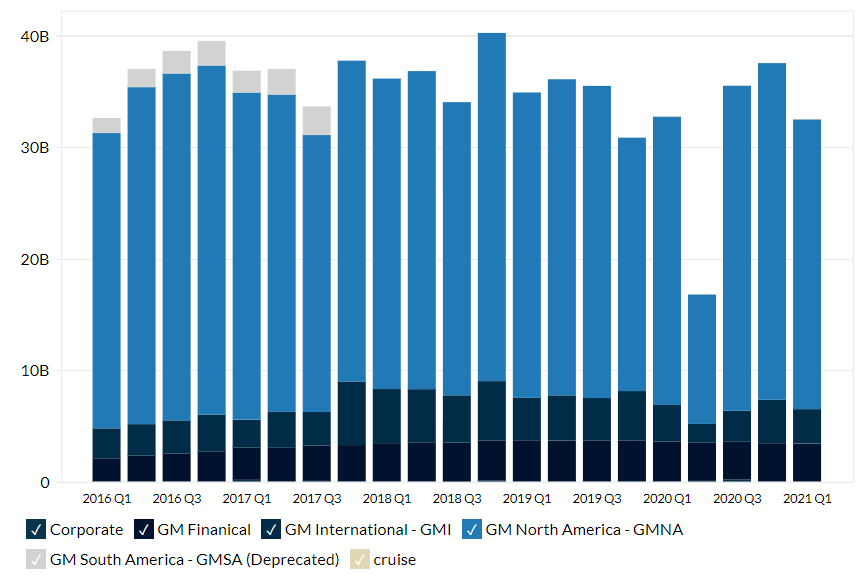 40B
30B
20B
10B
0
2016 Q1 2016 Q3 2017 Q1 2017 Q3 2018 Q1 2018 Q3 2019 Q1 2019 Q3 2020 Q1 2020 Q3 2021 Q1
Corporate GM Finanical GM International - GMI GM North America - GMNA
GM South America - GMSA (Deprecated) cruise